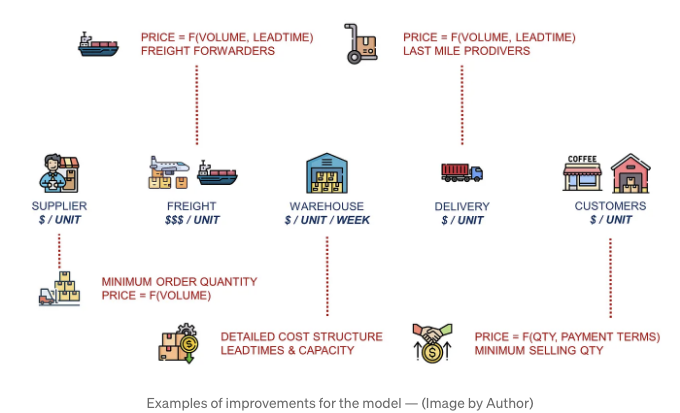 PRICE = F(VOLUME, LEADTIME)
FREIGHT FORWARDERS
PRICE = F(VOLUME, LEADTIME)
LAST MILE PRODIVERS
COFFEE
SUPPLIER
$ / UNIT
FREIGHT
$$$ / UNIT
WAREHOUSE
$ / UNIT / WEEK
DELIVERY
$ / UNIT
CUSTOMERS
$ / UNIT
MINIMUM ORDER QUANTITY
PRICE = F(VOLUME)
DETAILED COST STRUCTURE
LEADTIMES & CAPACITY
PRICE = F(QTY, PAYMENT TERMS)
MINIMUM SELLING QTY
Examples of improvements for the model — (Image by Author)